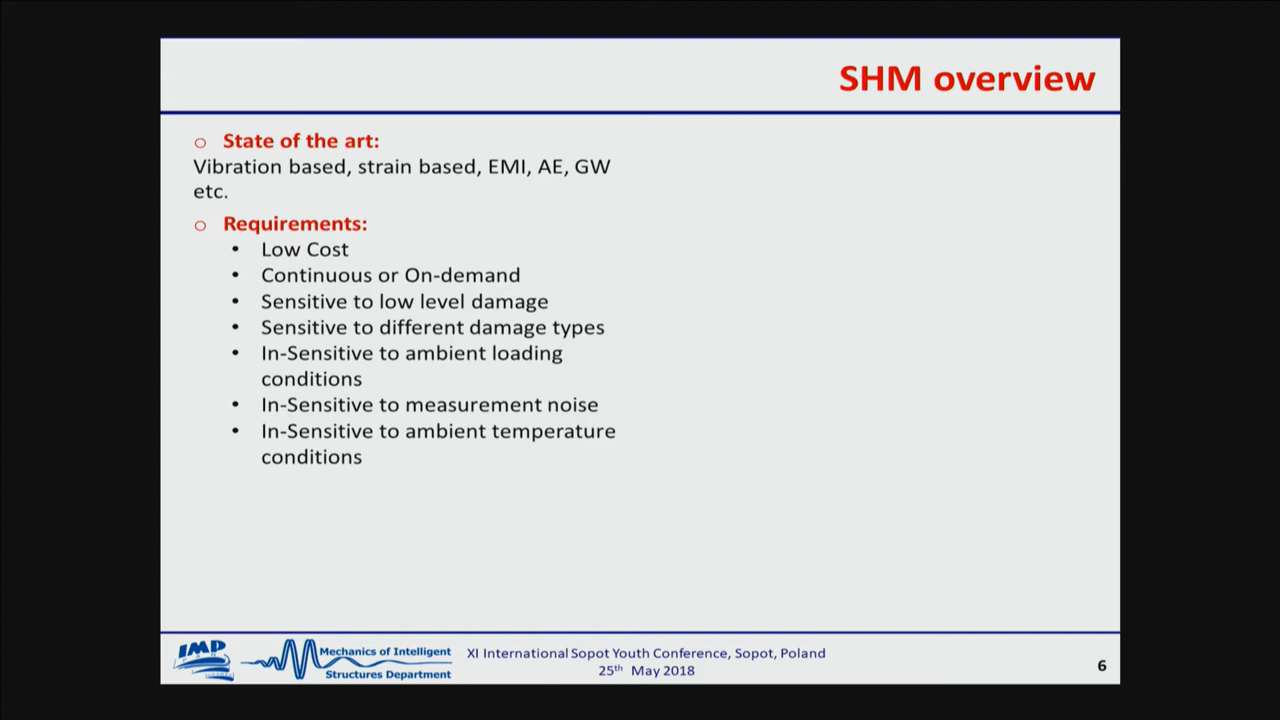 SHM overview
o State of the art:
Vibration based, strain based, EMI, AE, GW
etc.
o Requirements:
• Low Cost
• Continuous or On-demand
• Sensitive to low level damage
• Sensitive to different damage types
• In-Sensitive to ambient loading
conditions
• In-Sensitive to measurement noise
• In-Sensitive to ambient temperature
conditions
IMP
Mechanics of Intelligent
Structures Department
XI International Sopot Youth Conference, Sopot, Poland
25th May 2018
6